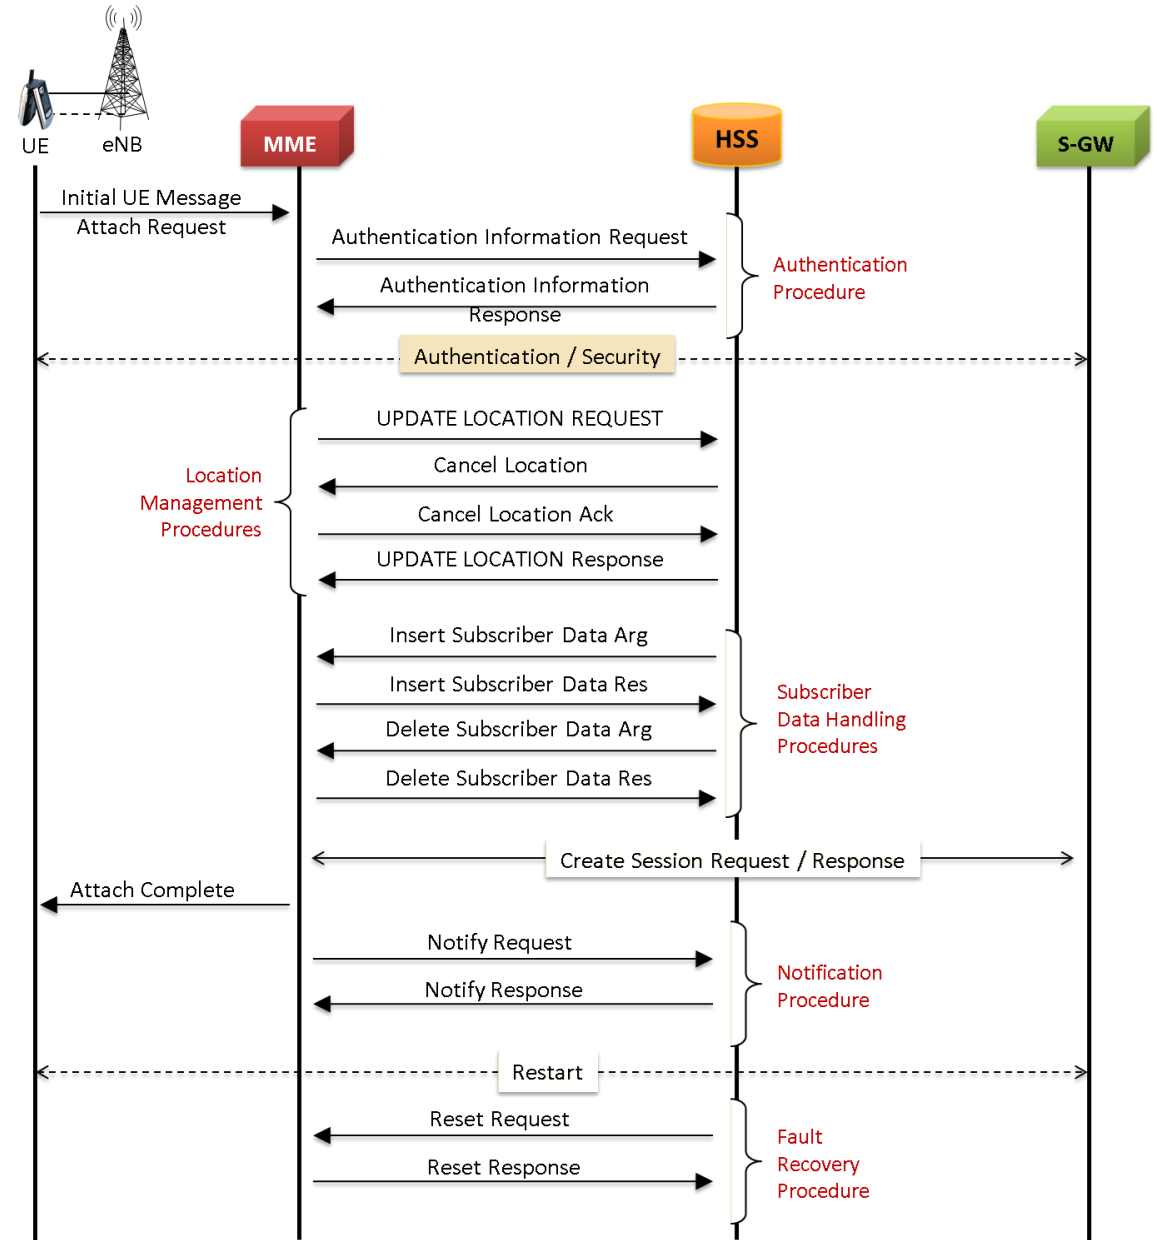 UE
eNB
MME
HSS
S-GW
Initial UE Message
Attach Request
Authentication Information Request
Authentication Information
Response
Authentication
Procedure
Authentication / Security
UPDATE LOCATION REQUEST
Cancel Location
Cancel Location Ack
UPDATE LOCATION Response
Location
Management
Procedures
Insert Subscriber Data Arg
Insert Subscriber Data Res
Delete Subscriber Data Arg
Delete Subscriber Data Res
Subscriber
Data Handling
Procedures
Create Session Request / Response
Attach Complete
Notify Request
Notify Response
Notification
Procedure
Restart
Reset Request
Reset Response
Fault
Recovery
Procedure